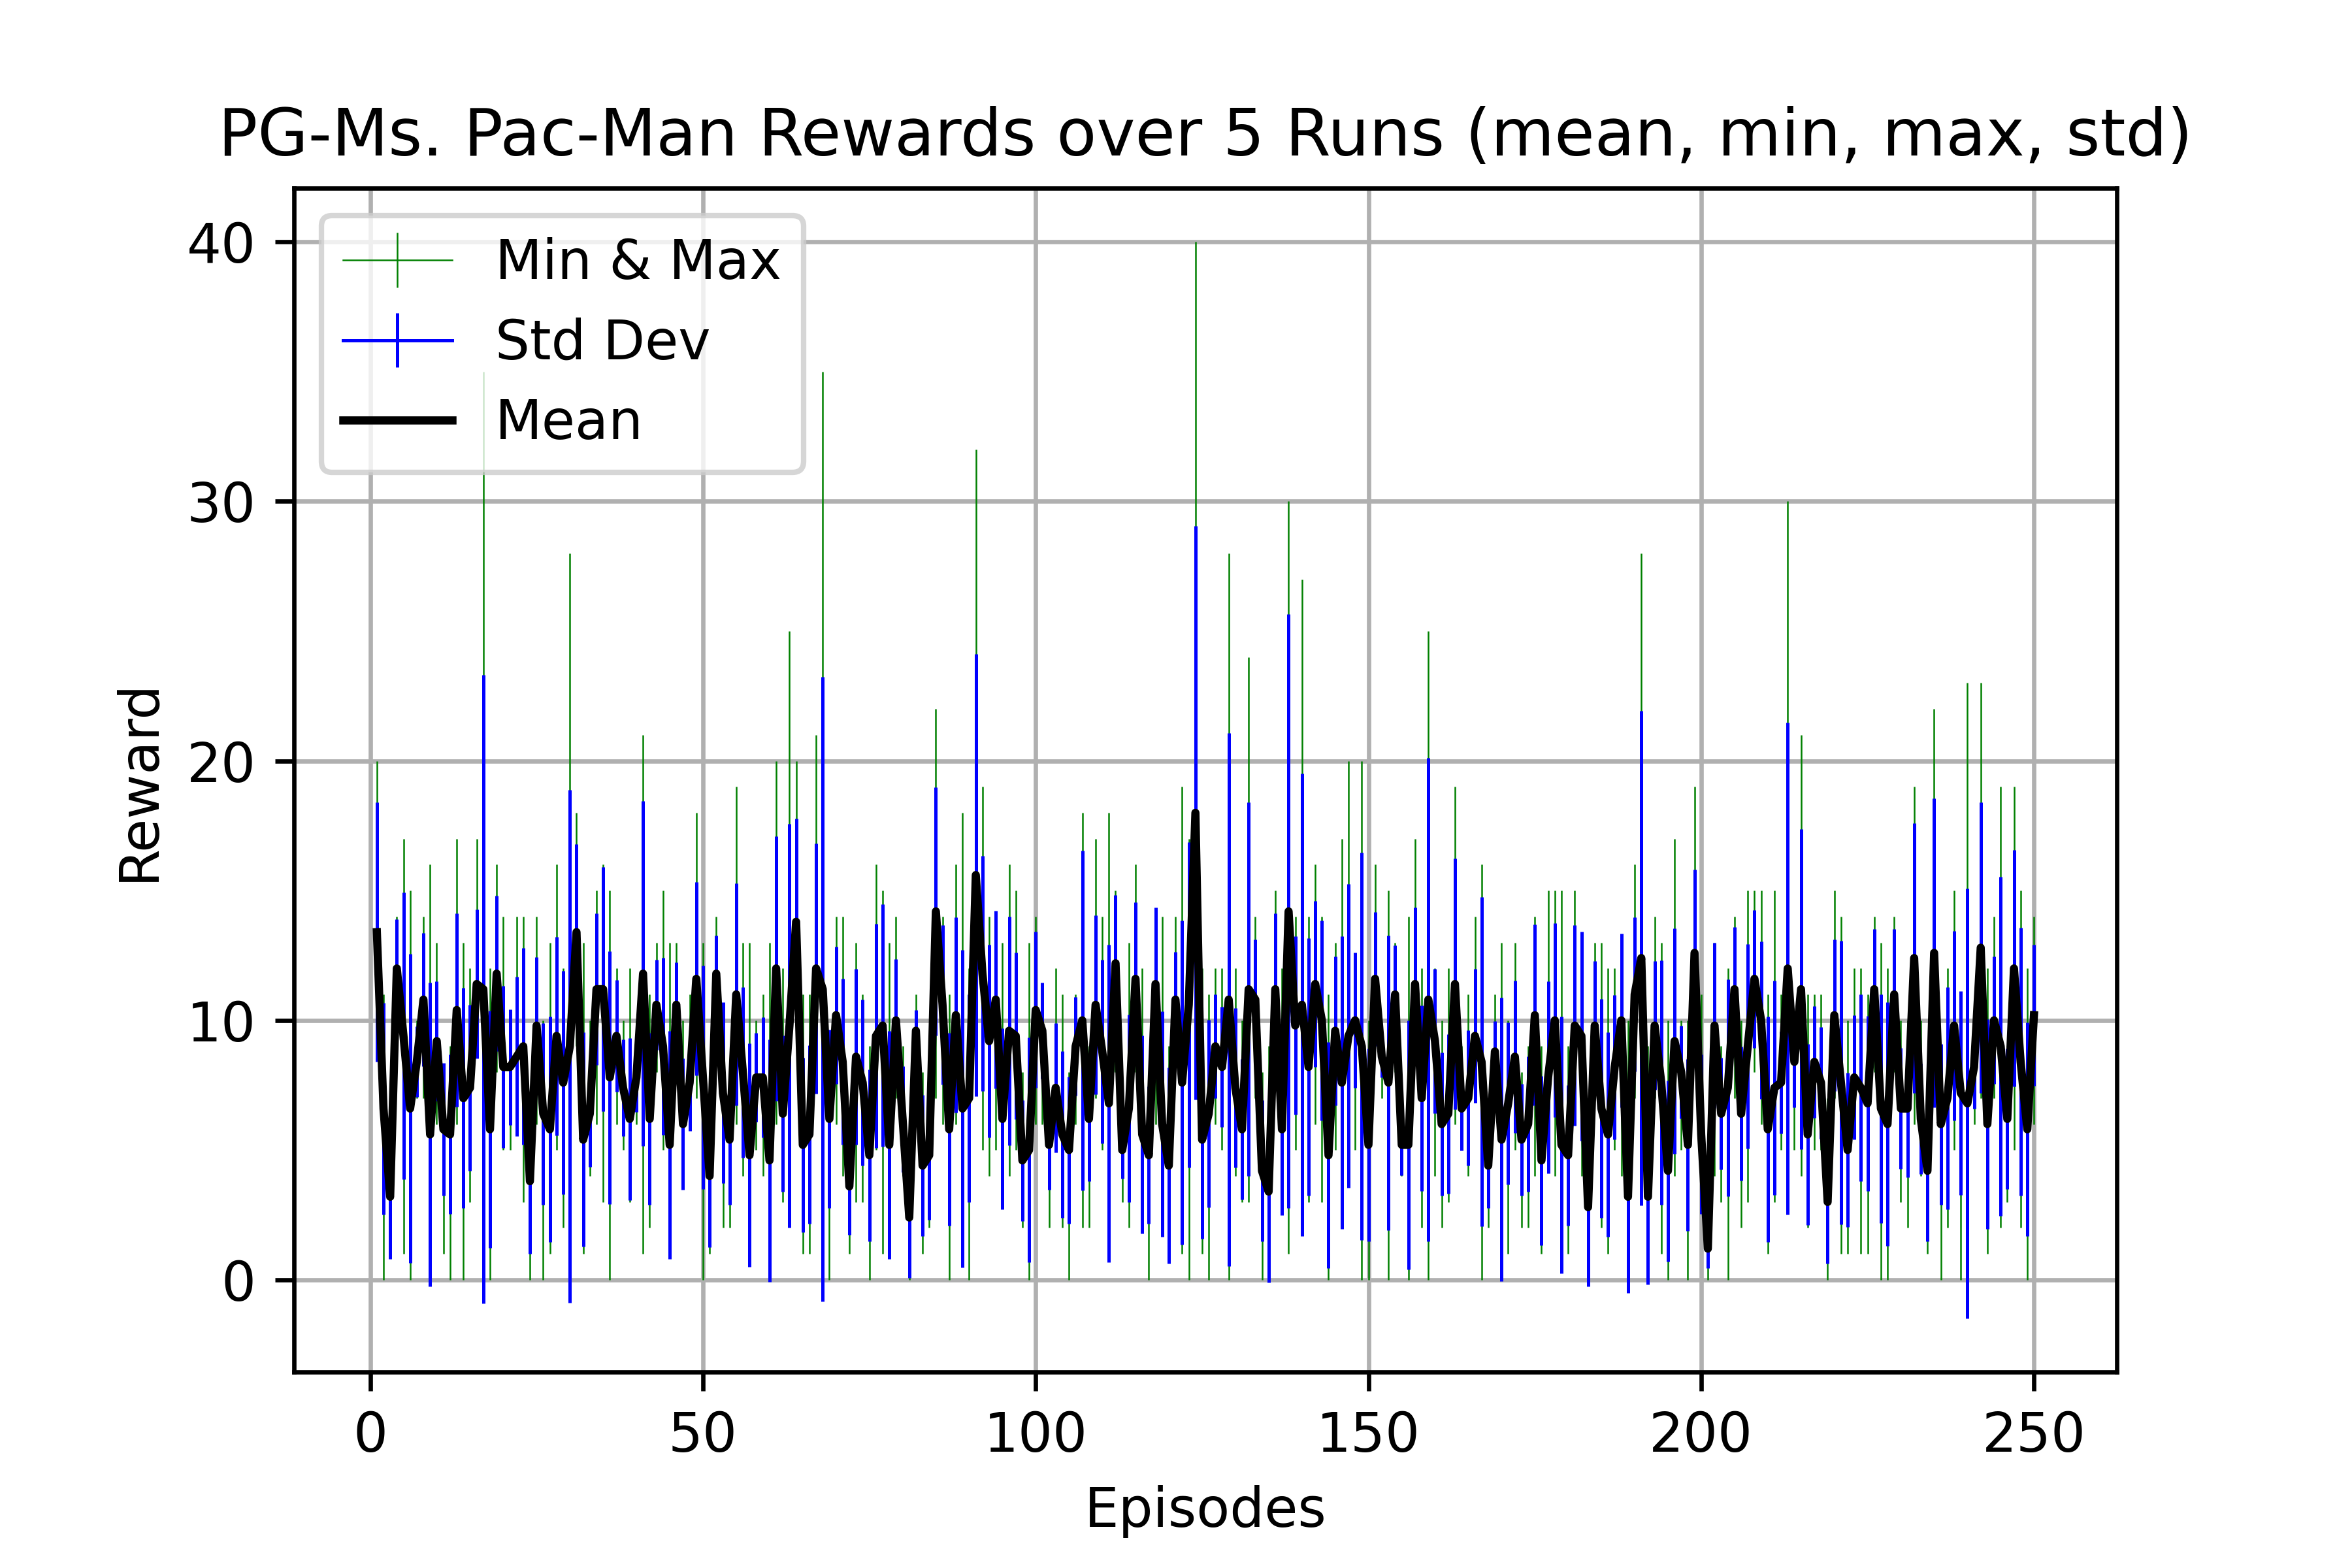 PG-Ms. Pac-Man Rewards over 5 Runs (mean, min, max, std)
Min & Max
Std Dev
Mean
40
30
20
10
0
Reward
0 50 100 150 200 250
Episodes